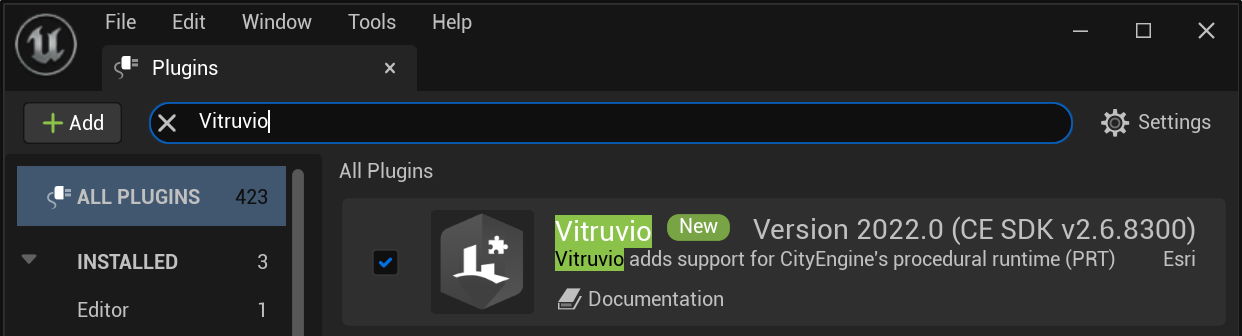 File Edit Window Tools Help
Plugins
Add
Vitruvio
Settings
ALL PLUGINS 423
INSTALLED 3
Editor 1
All Plugins
Vitruvio New Version 2022.0 (CE SDK v2.6.8300)
Vitruvio adds support for CityEngine's procedural runtime (PRT) Esri
Documentation